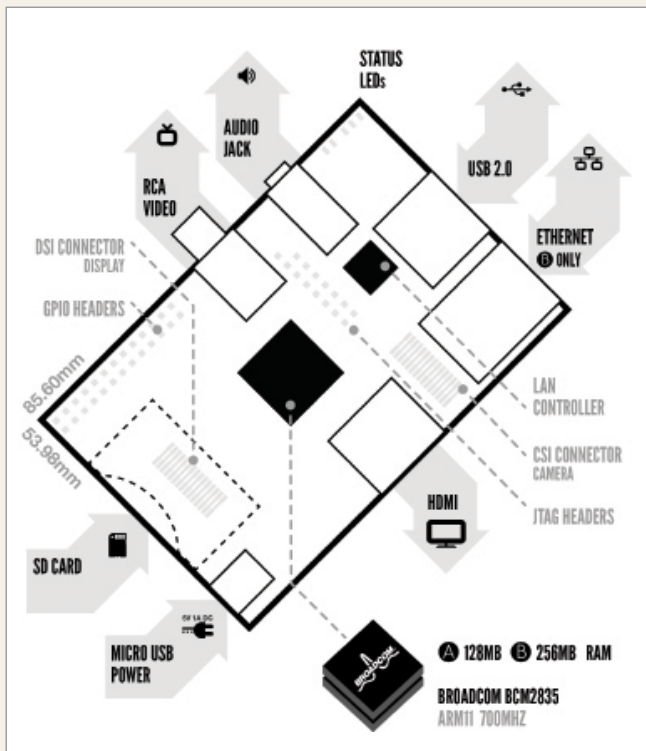 STATUS
LEDs
AUDIO
JACK
USB 2.0
RCA
VIDEO
ETHERNET
B ONLY
DSI CONNECTOR
DISPLAY
GPIO HEADERS
85.60mm
53.98mm
LAN
CONTROLLER
CSI CONNECTOR
CAMERA
JTAG HEADERS
HDMI
SD CARD
5V 1A DC
MICRO USB
POWER
BROADCOM
A 128MB B 256MB RAM
BROADCOM BCM2835
ARM11 700MHZ